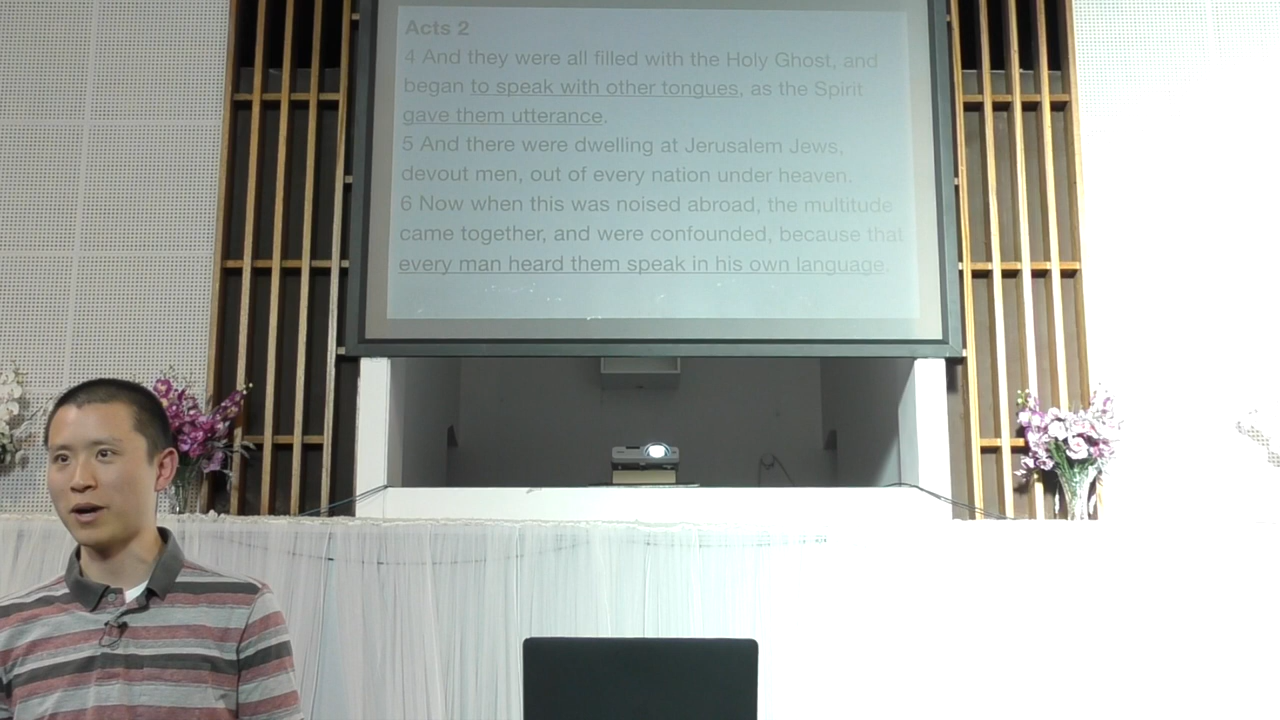 Acts 2
4 And they were all filled with the Holy Ghost, and
began to speak with other tongues, as the Spirit
gave them utterance.
5 And there were dwelling at Jerusalem Jews,
devout men, out of every nation under heaven.
6 Now when this was noised abroad, the multitude
came together, and were confounded, because that
every man heard them speak in his own language.